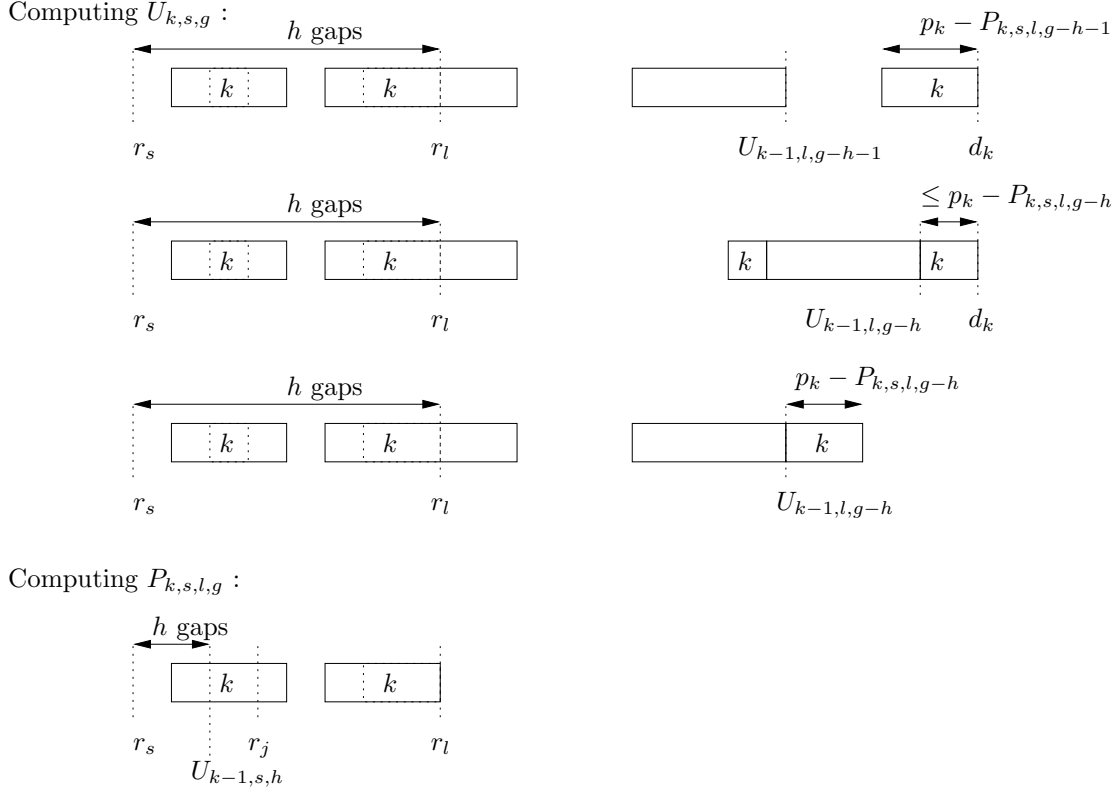 Computing U_{k,s,g} :
h gaps
p_k − P_{k,s,l,g−h−1}
k k k
r_s r_l U_{k−1,l,g−h−1} d_k
h gaps
≤ p_k − P_{k,s,l,g−h}
k k k k
r_s r_l U_{k−1,l,g−h} d_k
h gaps
p_k − P_{k,s,l,g−h}
k k k
r_s r_l U_{k−1,l,g−h}
Computing P_{k,s,l,g} :
h gaps
k k
r_s r_j r_l
U_{k−1,s,h}